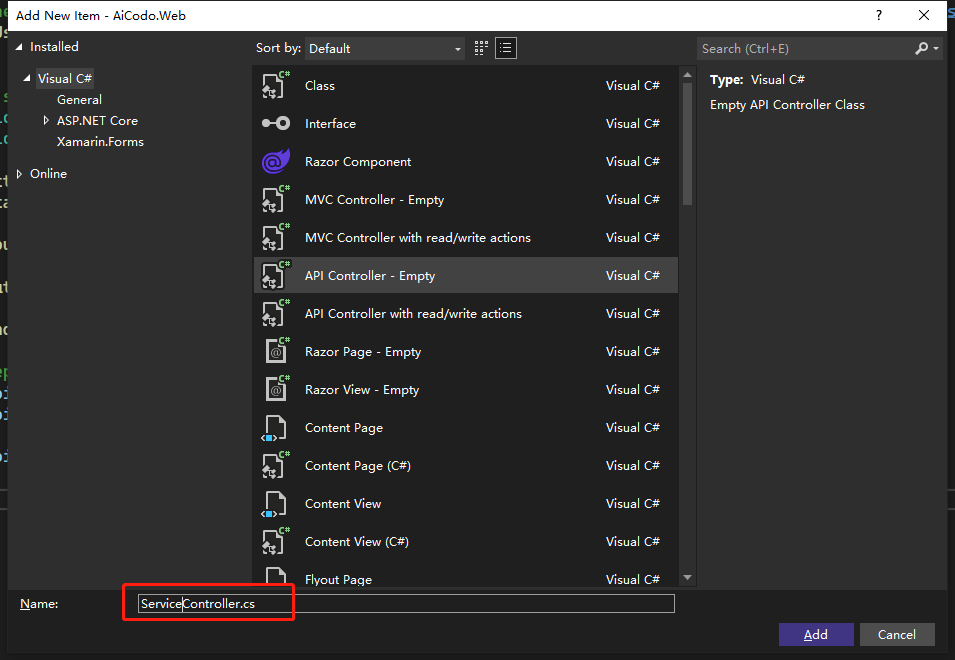 Add New Item - AiCodo.Web
Installed
Visual C#
General
ASP.NET Core
Xamarin.Forms
Online
Sort by: Default
Class Visual C#
Interface Visual C#
Razor Component Visual C#
MVC Controller - Empty Visual C#
MVC Controller with read/write actions Visual C#
API Controller - Empty Visual C#
API Controller with read/write actions Visual C#
Razor Page - Empty Visual C#
Razor View - Empty Visual C#
Content Page Visual C#
Content Page (C#) Visual C#
Content View Visual C#
Content View (C#) Visual C#
Flyout Page Visual C#
Search (Ctrl+E)
Type: Visual C#
Empty API Controller Class
Name: ServiceController.cs
Add Cancel